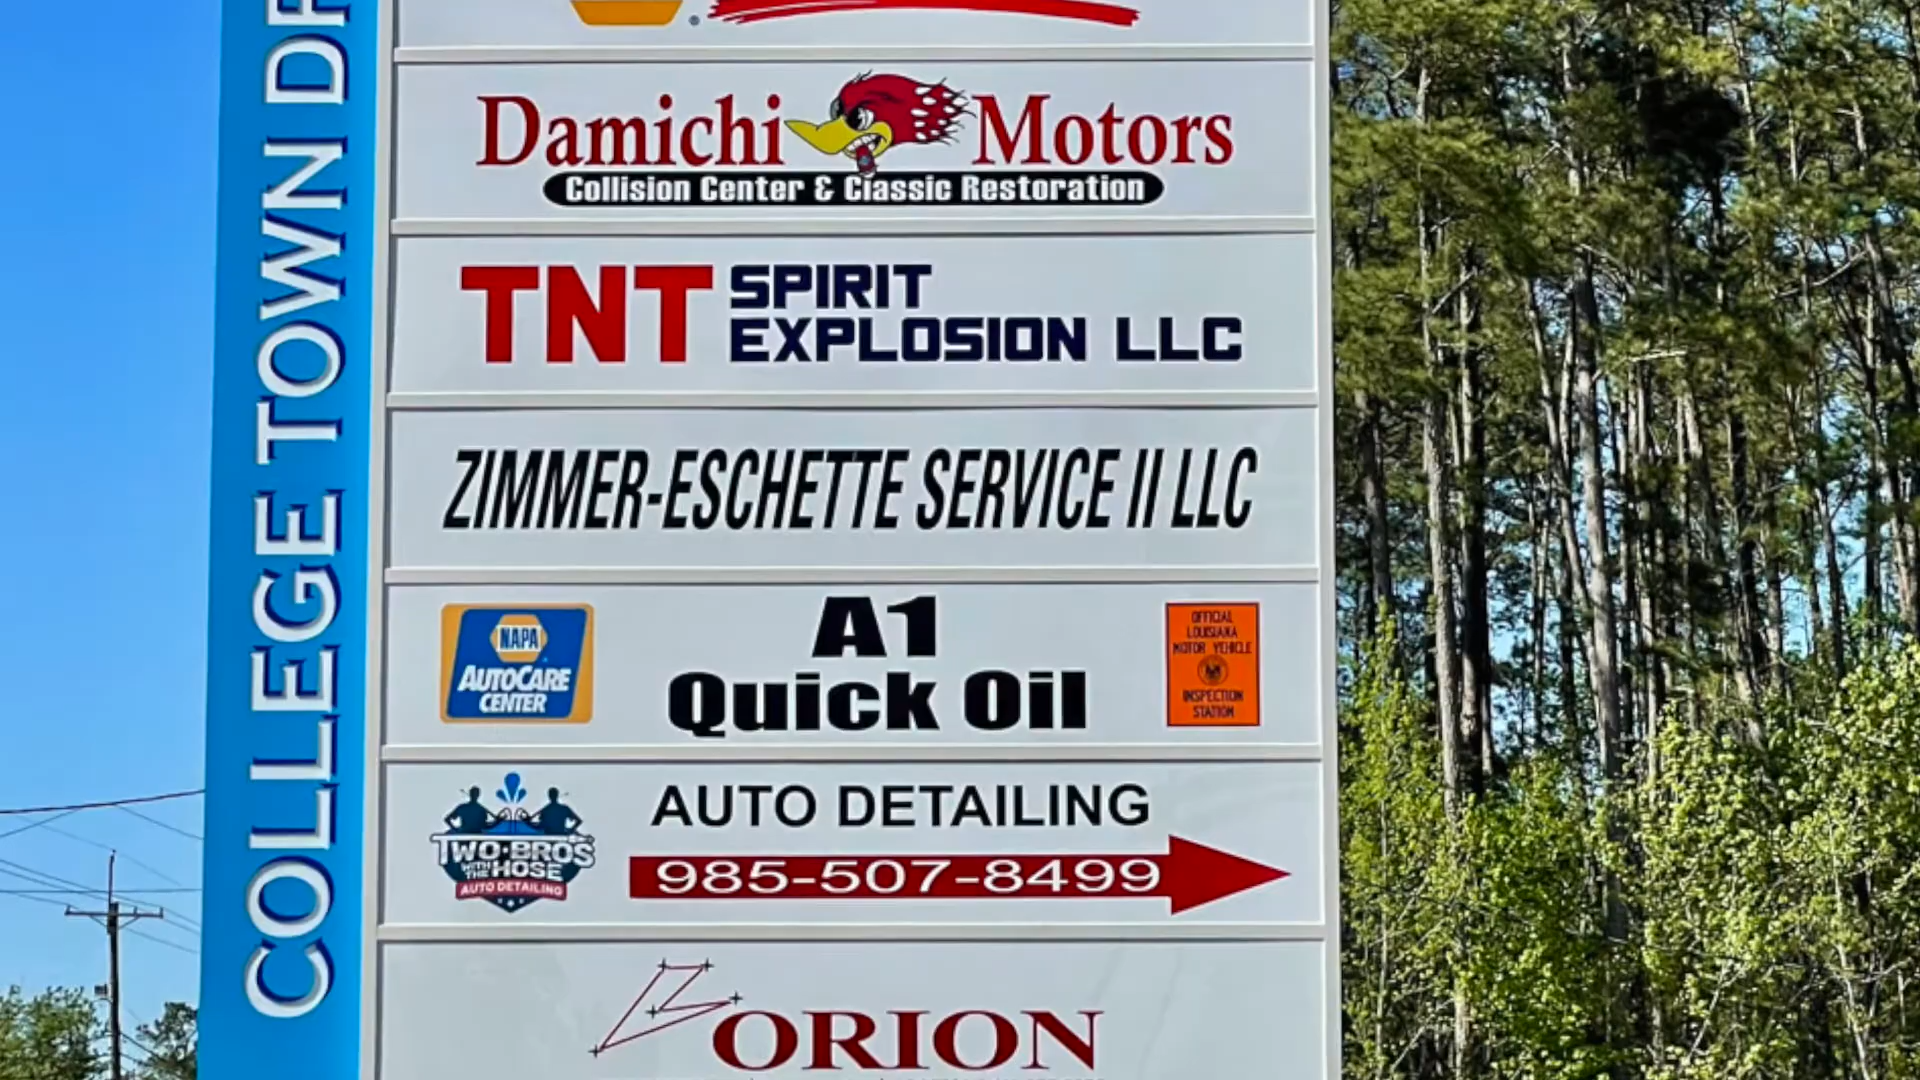 COLLEGE TOWN DR
Damichi Motors
Collision Center & Classic Restoration
TNT SPIRIT
EXPLOSION LLC
ZIMMER-ESCHETTE SERVICE II LLC
NAPA
AUTOCARE
CENTER
A1
Quick Oil
OFFICIAL
LOUISIANA
MOTOR VEHICLE
INSPECTION
STATION
TWO BRO'S
WITH THE HOSE
AUTO DETAILING
AUTO DETAILING
985-507-8499
ORION